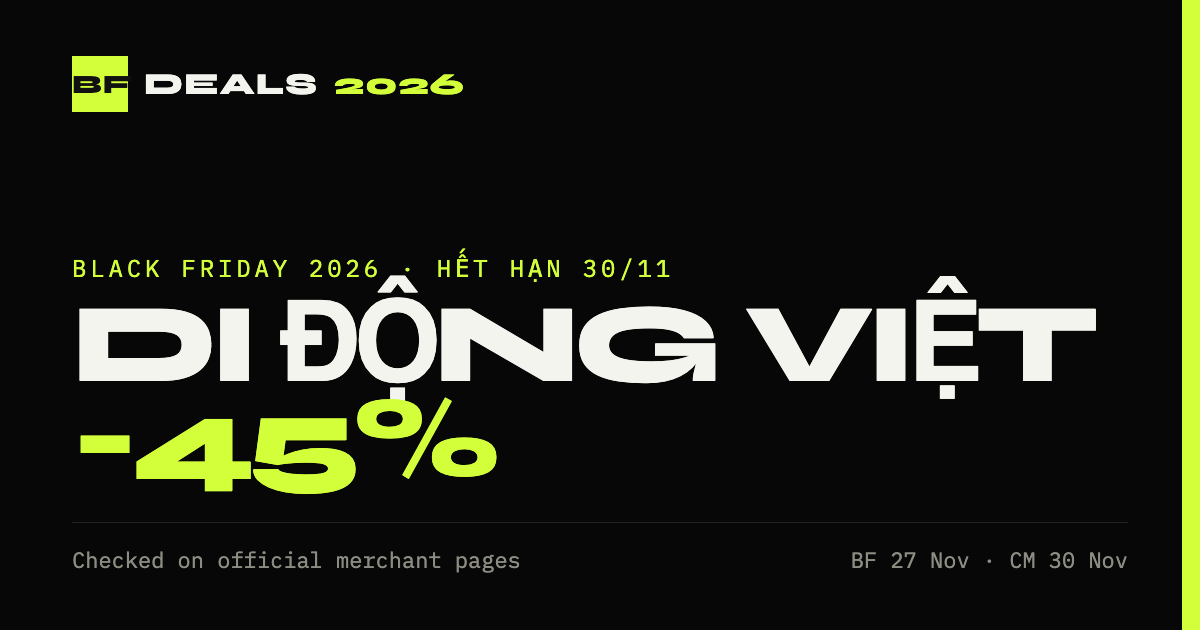 BF DEALS 2026
BLACK FRIDAY 2026 · HẾT HẠN 30/11
DI ĐỘNG VIỆT
-45%
Checked on official merchant pages
BF 27 Nov · CM 30 Nov